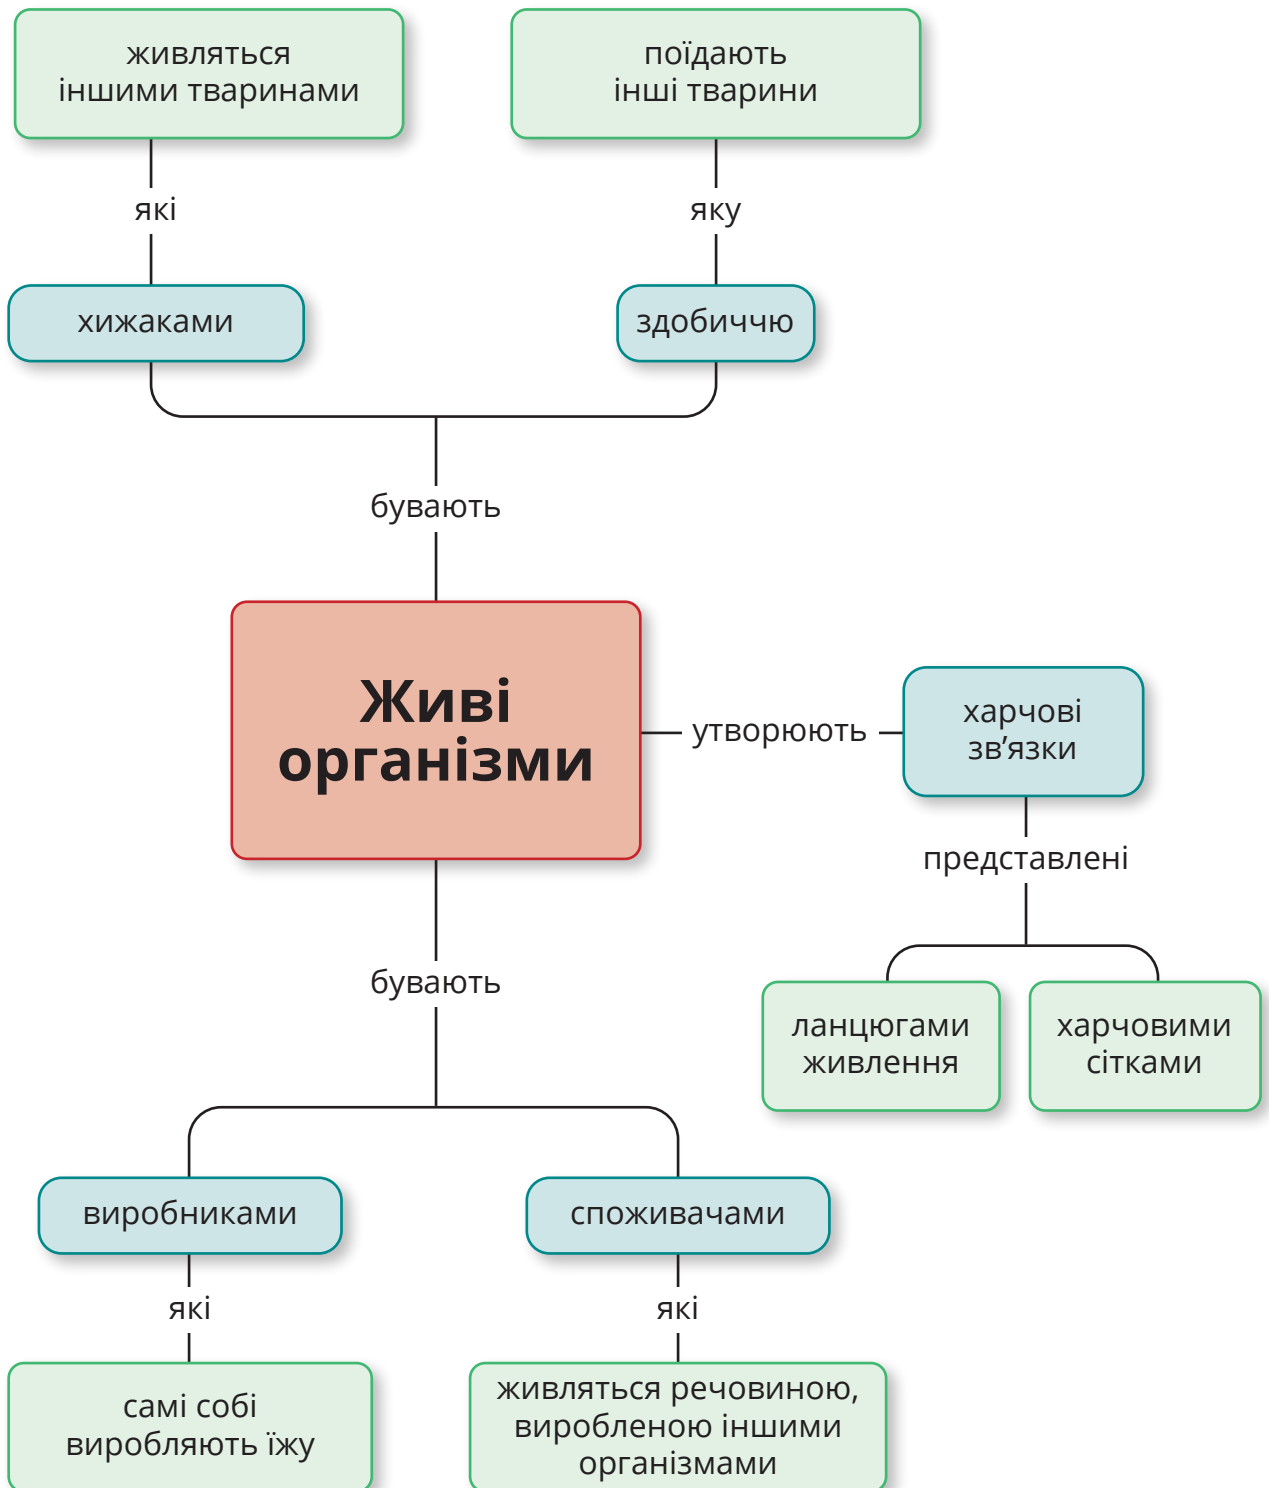 живляться
іншими тваринами
поїдають
інші тварини
які
яку
хижаками
здобиччю
бувають
Живі
організми
утворюють
харчові
зв’язки
представлені
ланцюгами
живлення
харчовими
сітками
бувають
виробниками
споживачами
які
які
самі собі
виробляють їжу
живляться речовиною,
виробленою іншими
організмами